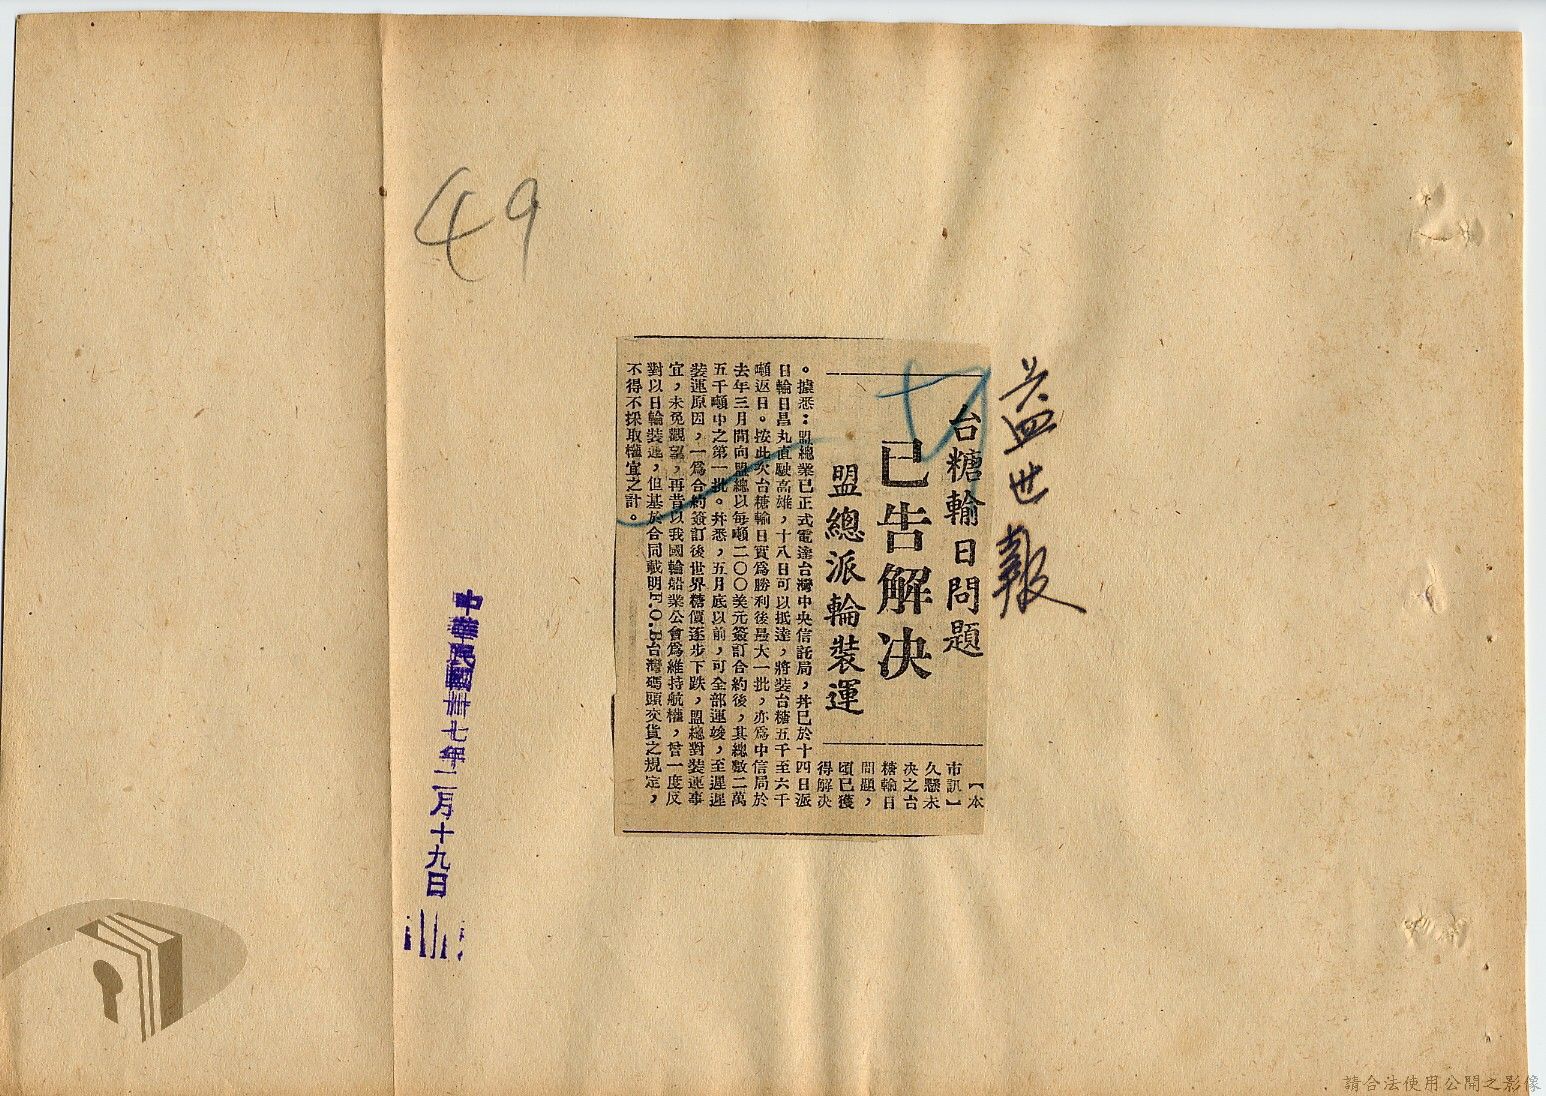 益世報
台糖輸日問題
已告解決
盟總派輪裝運
【本
市訊】
久懸未
决之台
糖輸日
問題，
頃已獲
得解决
。據悉：盟總業已正式電達台灣中央信託局，幷已於十四日派
日輪日昌丸直駛高雄，十八日可以抵達，將裝台糖五千至六千
噸返日。按此次台糖輸日實爲勝利後最大一批，亦爲中信局於
去年三月間向盟總以每噸二〇〇美元簽訂合約後，其總數二萬
五千噸中之第一批。幷悉，五月底以前，可全部運竣，至遲遲
裝運原因，一爲合約簽訂後世界糖價逐步下跌，盟總對裝運事
宜，未免觀望，再者以我國輪船業公會爲維持航權，曾一度反
對以日輪裝運，但基於合同載明F.O.B台灣碼頭交貨之規定，
不得不採取權宜之計。
49
中華民國卅七年二月十九日
請合法使用公開之影像